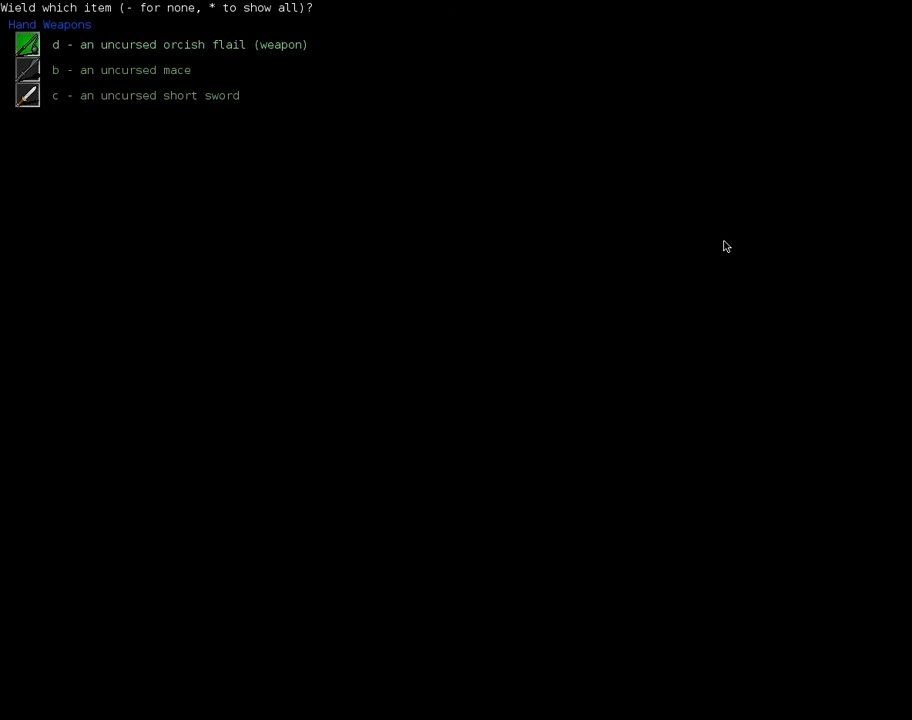 Wield which item (- for none, * to show all)?
Hand Weapons
d - an uncursed orcish flail (weapon)
b - an uncursed mace
c - an uncursed short sword